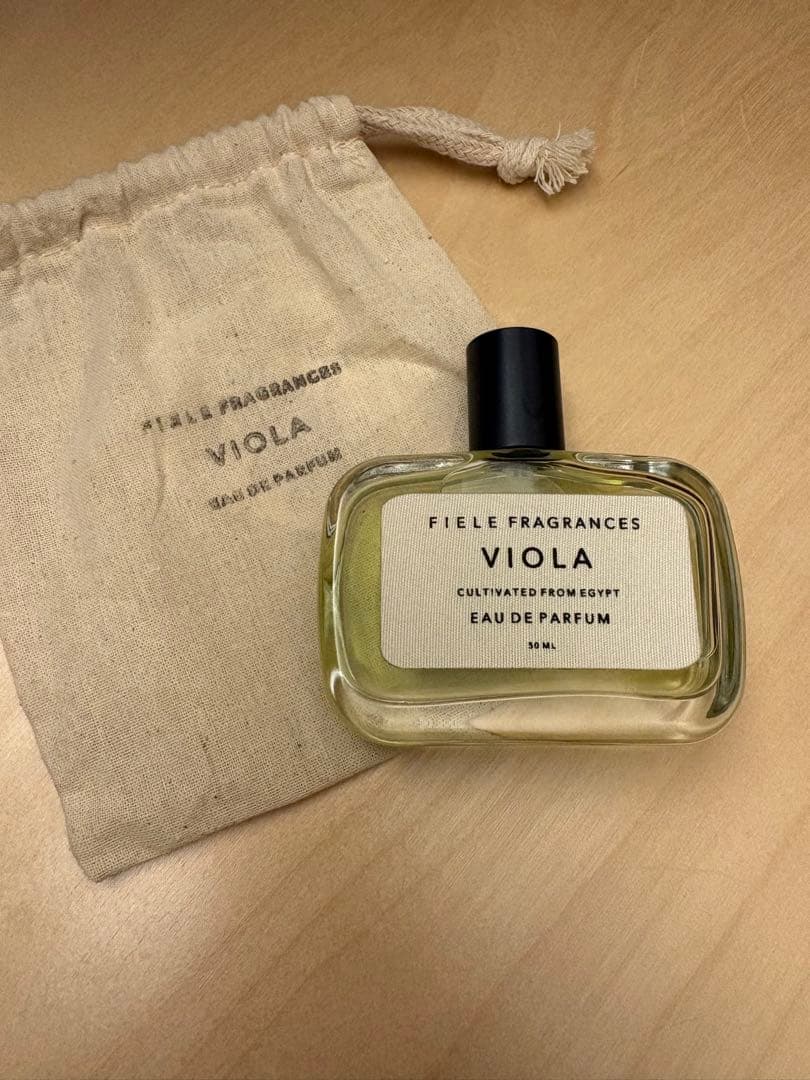 FIELE FRAGRANCES
VIOLA
EAU DE PARFUM
FIELE FRAGRANCES
VIOLA
CULTIVATED FROM EGYPT
EAU DE PARFUM
50 ML